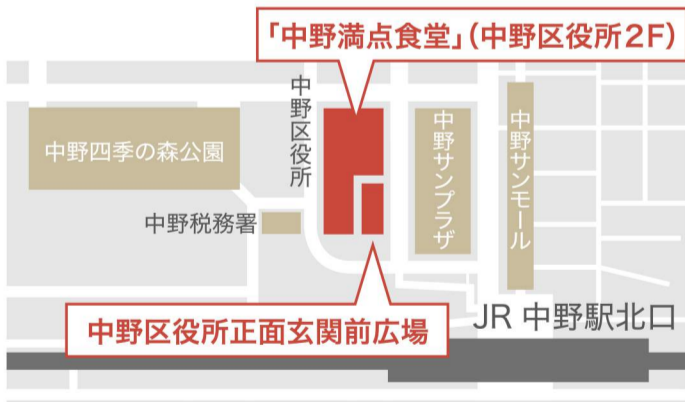 「中野満点食堂」(中野区役所2F)
中野区役所
中野四季の森公園
中野サンプラザ
中野サンモール
中野税務署
中野区役所正面玄関前広場
JR 中野駅北口